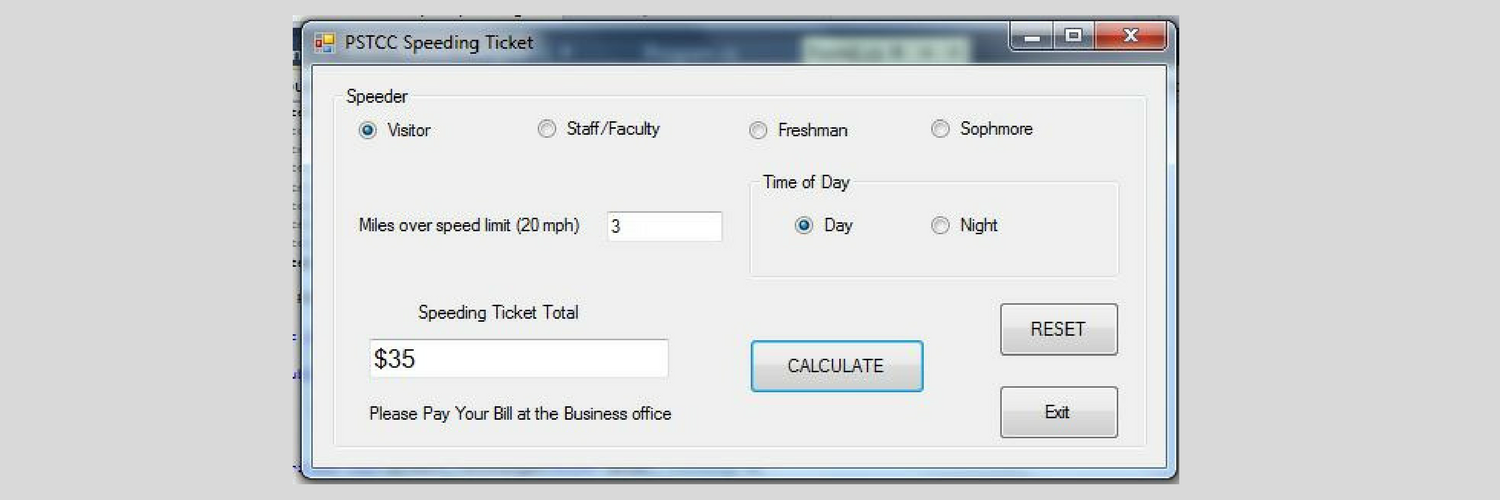 PSTCC Speeding Ticket
Speeder
Visitor Staff/Faculty Freshman Sophmore
Time of Day
Miles over speed limit (20 mph) 3 Day Night
Speeding Ticket Total
$35
CALCULATE
RESET
Please Pay Your Bill at the Business office
Exit